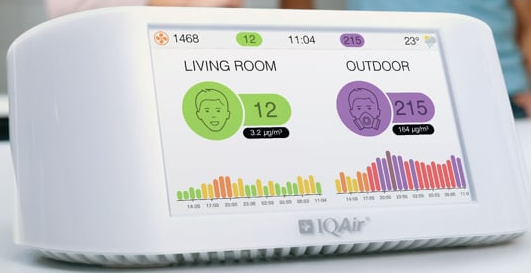 1468 12 11:04 215 23°
LIVING ROOM OUTDOOR
12 215
3.2 µg/m³ 164 µg/m³
IQAir®